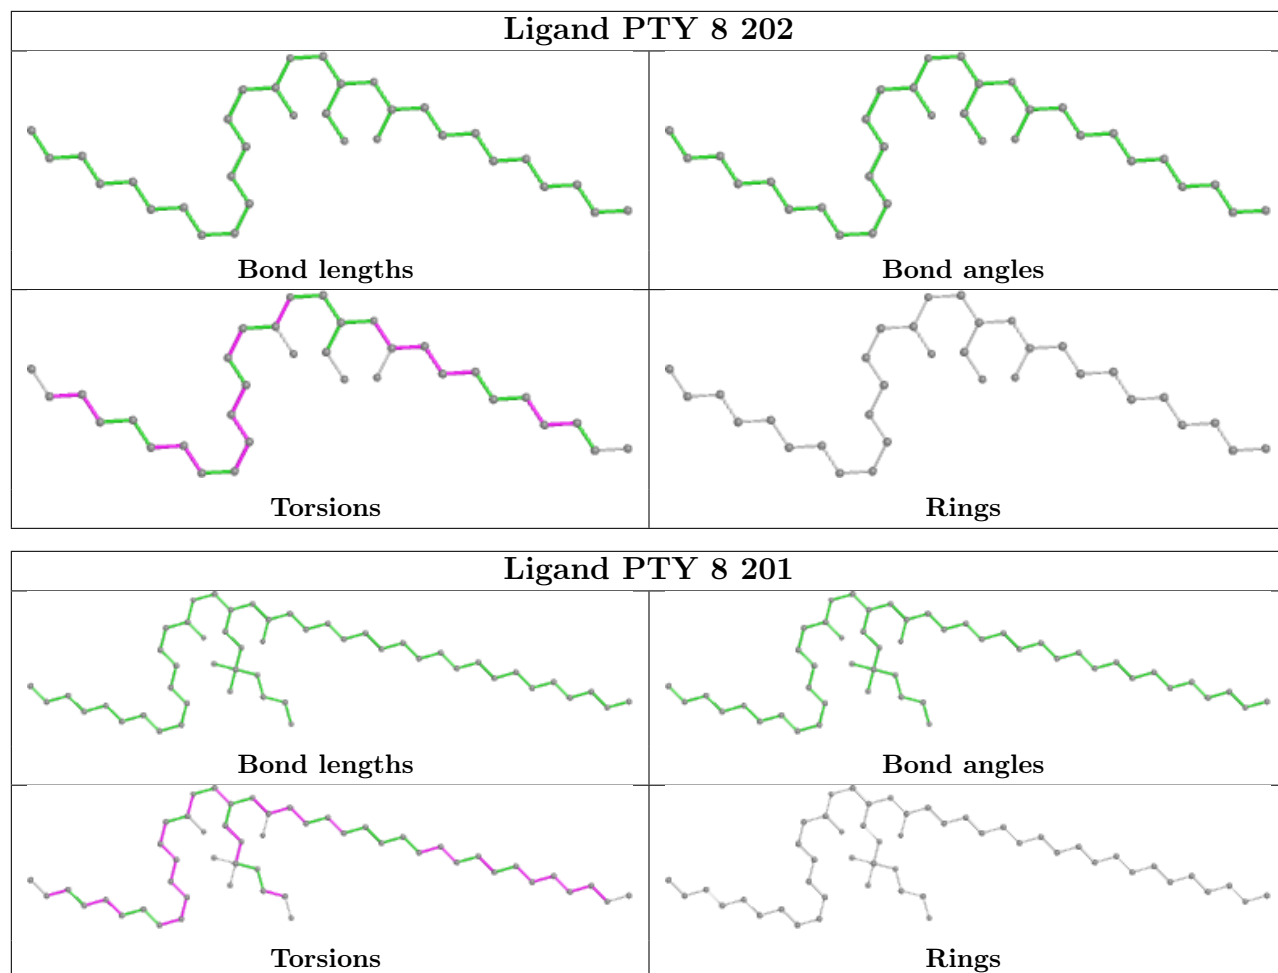 Ligand PTY 8 202
Bond lengths
Bond angles
Torsions
Rings
Ligand PTY 8 201
Bond lengths
Bond angles
Torsions
Rings